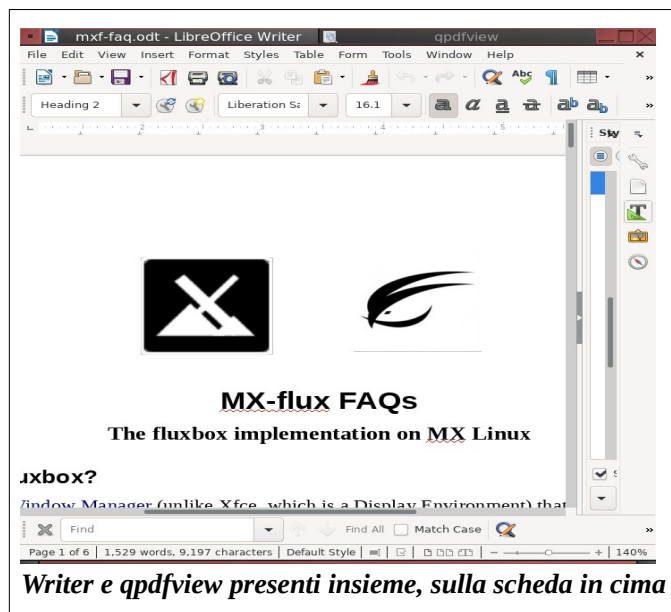 mxf-faq.odt - LibreOffice Writer qpdfview
File Edit View Insert Format Styles Table Form Tools Window Help
Heading 2 Liberation Sa 16.1
MX-flux FAQs
The fluxbox implementation on MX Linux
uxbox?
Window Manager (unlike Xfce, which is a Display Environment) that
Find Find All Match Case
Page 1 of 6 1,529 words, 9,197 characters Default Style 140%
Writer e qpdfview presenti insieme, sulla scheda in cima